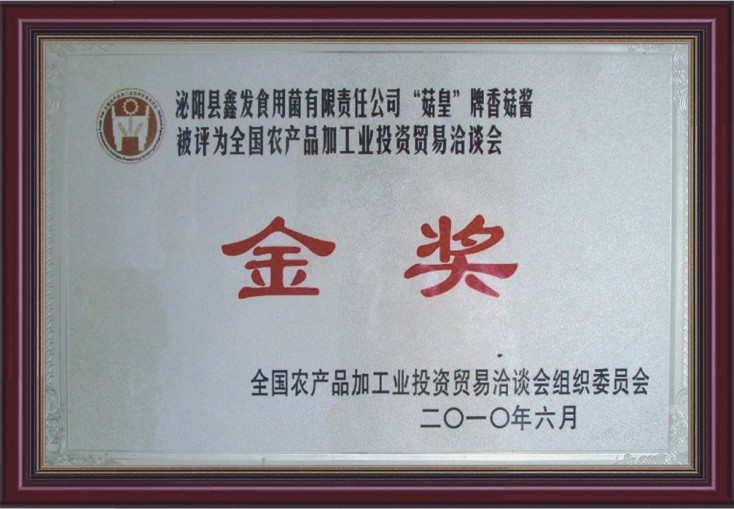 泌阳县鑫发食用菌有限责任公司“菇皇”牌香菇酱
被评为全国农产品加工业投资贸易洽谈会
金奖
全国农产品加工业投资贸易洽谈会组织委员会
二〇一〇年六月